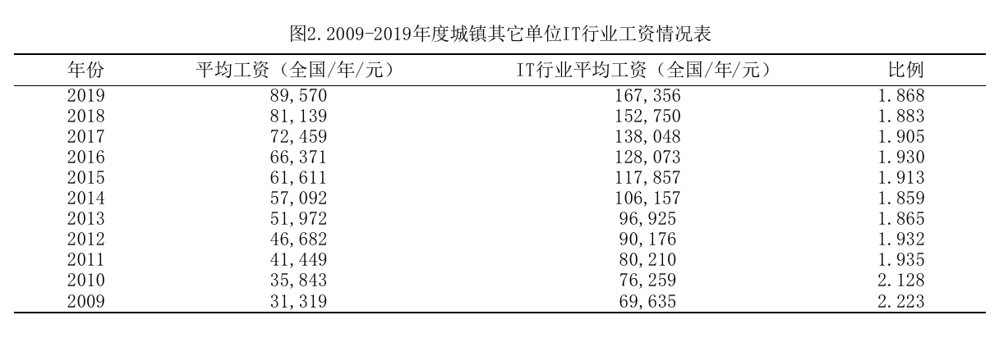 图2.2009-2019年度城镇其它单位IT行业工资情况表
年份 平均工资（全国/年/元） IT行业平均工资（全国/年/元） 比例
2019 89,570 167,356 1.868
2018 81,139 152,750 1.883
2017 72,459 138,048 1.905
2016 66,371 128,073 1.930
2015 61,611 117,857 1.913
2014 57,092 106,157 1.859
2013 51,972 96,925 1.865
2012 46,682 90,176 1.932
2011 41,449 80,210 1.935
2010 35,843 76,259 2.128
2009 31,319 69,635 2.223